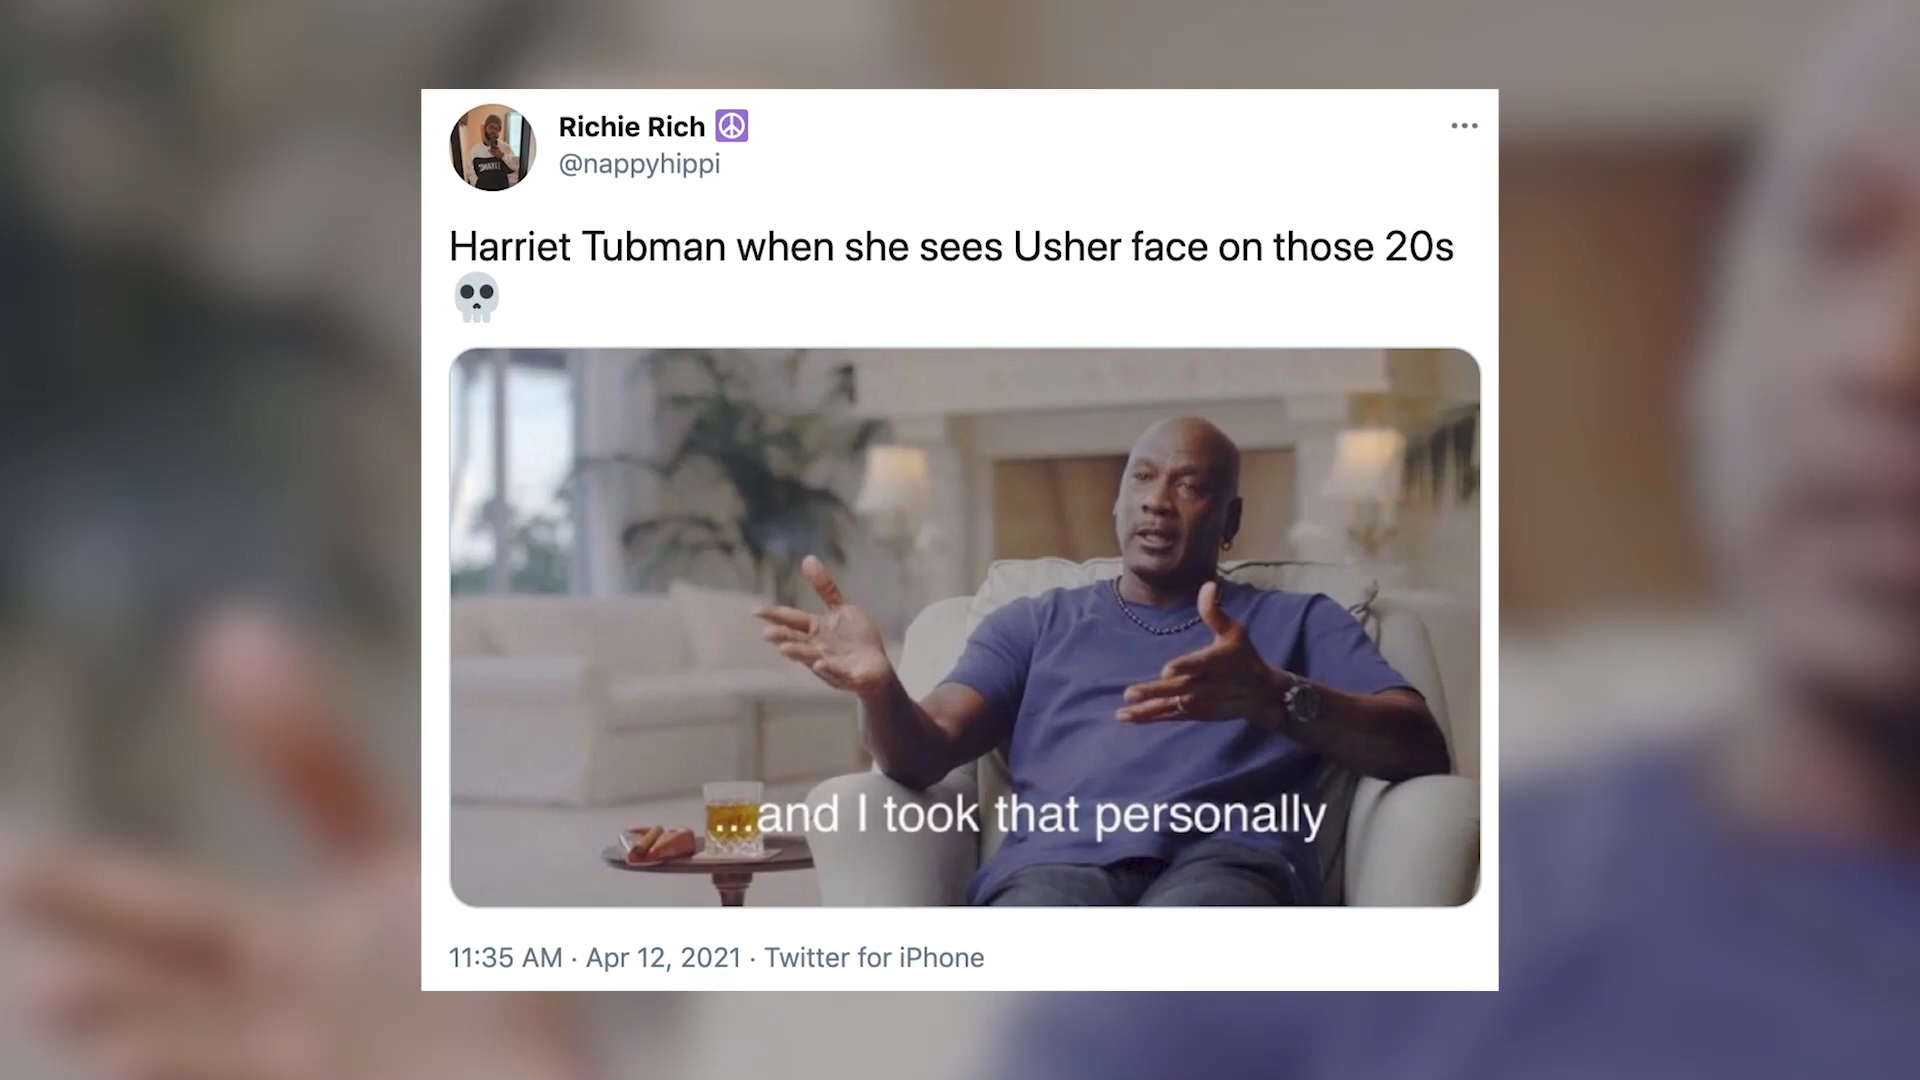 Richie Rich ☮️
@nappyhippi
Harriet Tubman when she sees Usher face on those 20s
💀
...and I took that personally
11:35 AM · Apr 12, 2021 · Twitter for iPhone